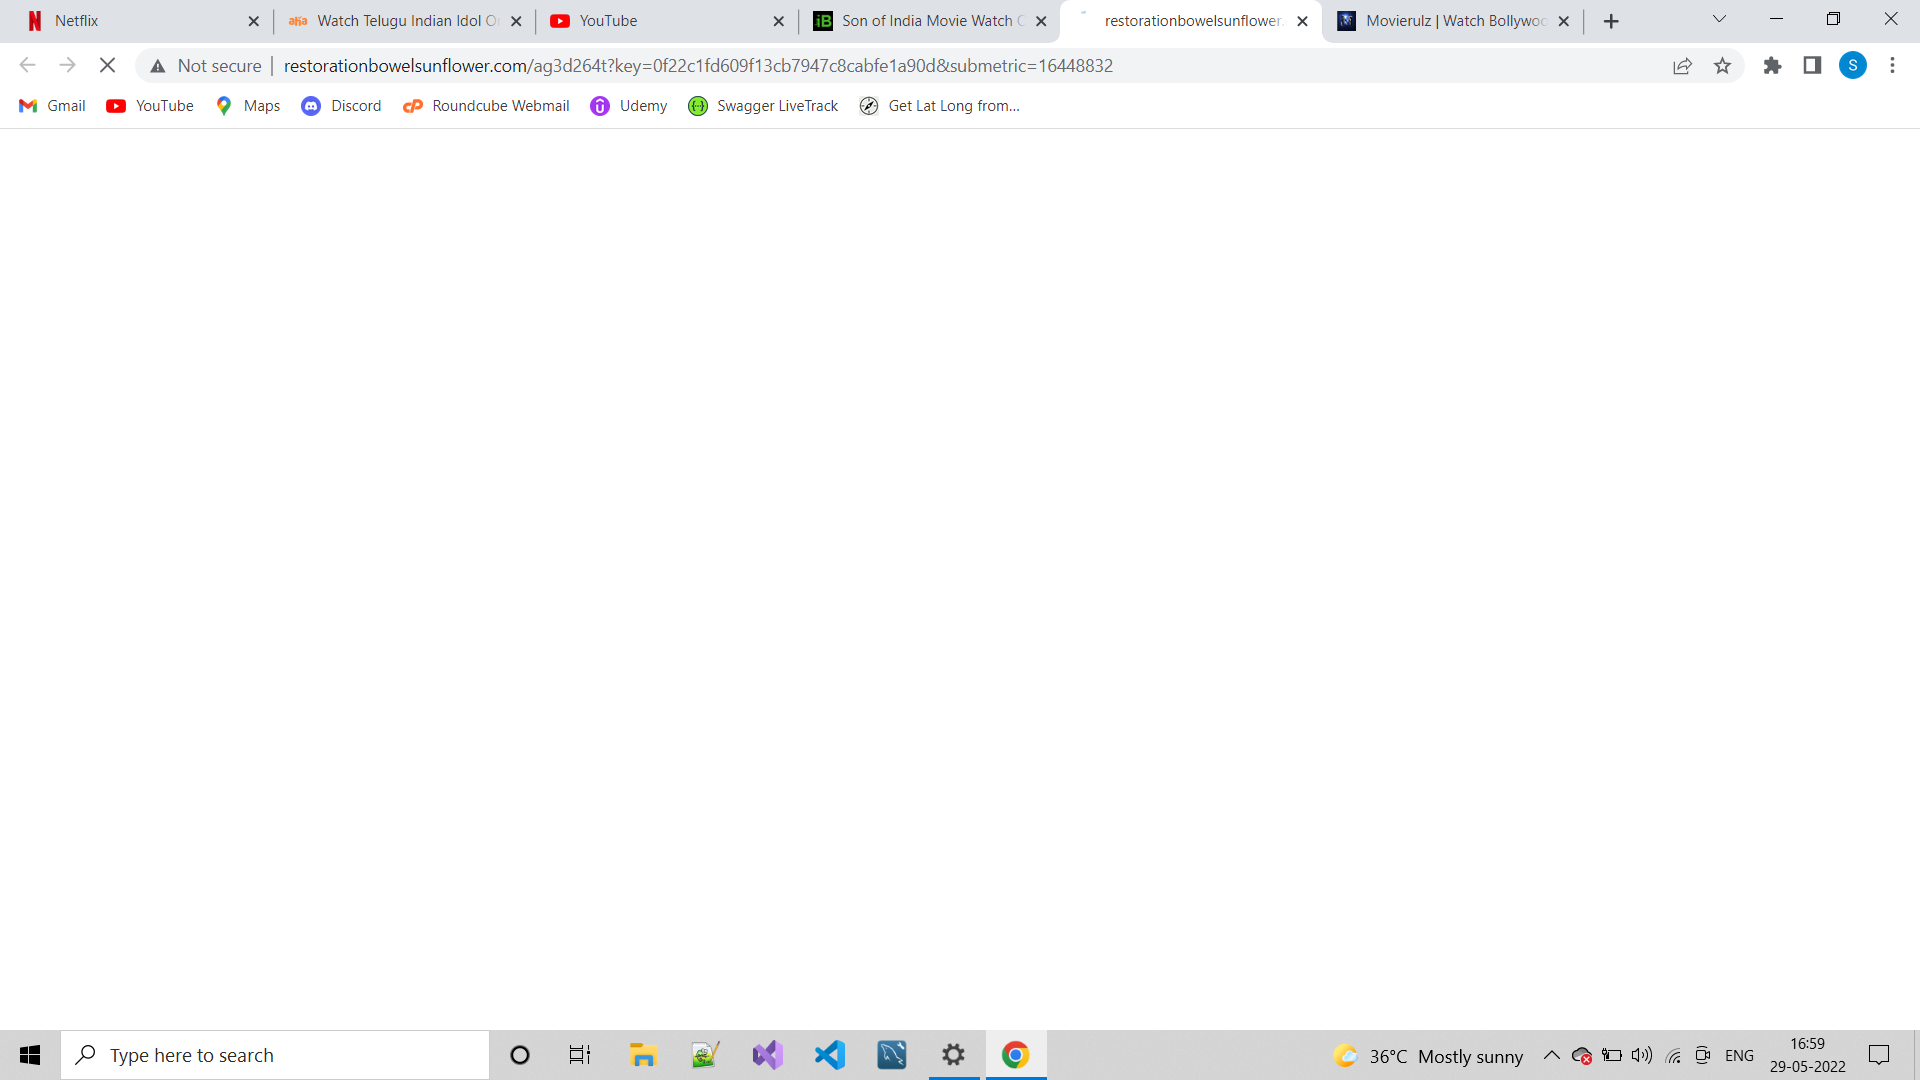 Netflix
aha Watch Telugu Indian Idol O
YouTube
iB Son of India Movie Watch
restorationbowelsunflower.
Movierulz | Watch Bollywoo
Not secure restorationbowelsunflower.com/ag3d264t?key=0f22c1fd609f13cb7947c8cabfe1a90d&submetric=16448832
S
Gmail YouTube Maps Discord cP Roundcube Webmail Udemy Swagger LiveTrack Get Lat Long from...
Type here to search
36°C Mostly sunny
ENG
16:59
29-05-2022